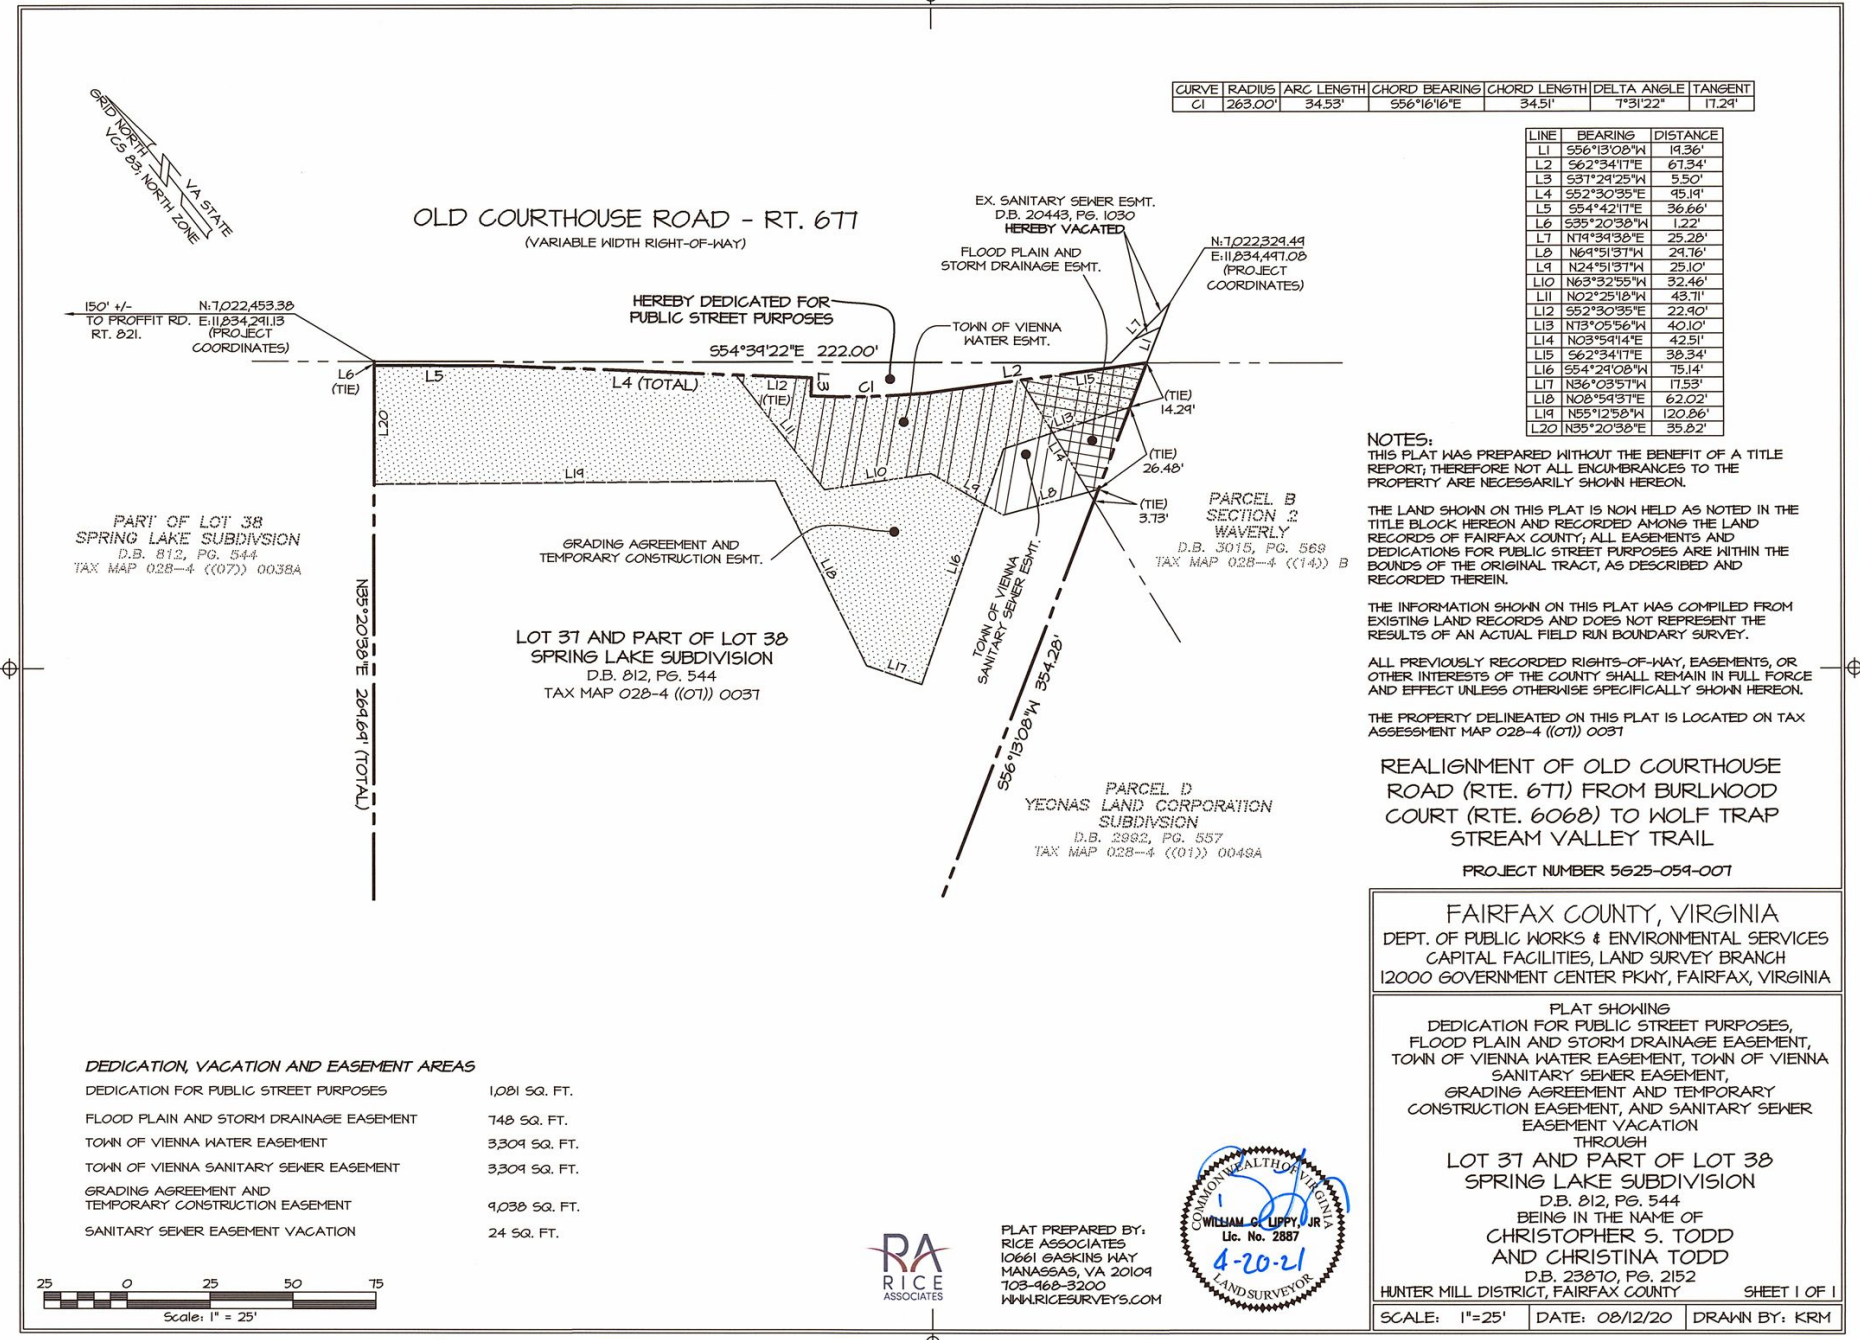 CURVE RADIUS ARC LENGTH CHORD BEARING CHORD LENGTH DELTA ANGLE TANGENT
C1 263.00' 34.53' S56°16'16"E 34.51' 7°31'22" 17.29'
LINE BEARING DISTANCE
L1 S56°13'08"W 19.36'
L2 S62°34'17"E 67.34'
L3 S37°29'25"W 5.50'
L4 S52°30'35"E 95.19'
L5 S54°42'17"E 36.66'
L6 S35°20'38"W 1.22'
L7 N79°39'38"E 25.28'
L8 N69°51'37"W 29.76'
L9 N24°51'37"W 25.10'
L10 N63°32'55"W 32.46'
L11 N02°25'18"W 43.71'
L12 S52°30'35"E 22.90'
L13 N73°05'56"W 40.10'
L14 N03°59'14"E 42.51'
L15 S62°34'17"E 38.34'
L16 S54°29'08"W 75.14'
L17 N36°03'57"W 17.53'
L18 N08°59'37"E 62.02'
L19 N55°12'58"W 120.86'
L20 N35°20'38"E 35.82'
GRID NORTH
VCS 83, NORTH ZONE
VA STATE
OLD COURTHOUSE ROAD - RT. 677
(VARIABLE WIDTH RIGHT-OF-WAY)
EX. SANITARY SEWER ESMT.
D.B. 20443, PG. 1030
HEREBY VACATED
FLOOD PLAIN AND
STORM DRAINAGE ESMT.
N:7,022,329.49
E:11,834,497.08
(PROJECT
COORDINATES)
150' +/-
TO PROFFIT RD.
RT. 821.
N:7,022,453.38
E:11,834,291.13
(PROJECT
COORDINATES)
HEREBY DEDICATED FOR
PUBLIC STREET PURPOSES
TOWN OF VIENNA
WATER ESMT.
S54°39'22"E 222.00'
L7
L1
L6
(TIE)
L5
L4 (TOTAL)
L12
(TIE)
L3
C1
L2
L15
(TIE)
14.29'
L20
L11
L13
L14
(TIE)
26.48'
L19
L10
L9
L8
(TIE)
3.73'
PART OF LOT 38
SPRING LAKE SUBDIVSION
D.B. 812, PG. 544
TAX MAP 028-4 ((07)) 0038A
GRADING AGREEMENT AND
TEMPORARY CONSTRUCTION ESMT.
L18
L16
L17
TOWN OF VIENNA
SANITARY SEWER ESMT.
PARCEL B
SECTION 2
WAVERLY
D.B. 3015, PG. 569
TAX MAP 028-4 ((14)) B
N35°20'38"E 269.69' (TOTAL)
LOT 37 AND PART OF LOT 38
SPRING LAKE SUBDIVISION
D.B. 812, PG. 544
TAX MAP 028-4 ((07)) 0037
S56°13'08"W 354.28'
PARCEL D
YEONAS LAND CORPORATION
SUBDIVSION
D.B. 2992, PG. 557
TAX MAP 028-4 ((01)) 0049A
NOTES:
THIS PLAT WAS PREPARED WITHOUT THE BENEFIT OF A TITLE
REPORT; THEREFORE NOT ALL ENCUMBRANCES TO THE
PROPERTY ARE NECESSARILY SHOWN HEREON.
THE LAND SHOWN ON THIS PLAT IS NOW HELD AS NOTED IN THE
TITLE BLOCK HEREON AND RECORDED AMONG THE LAND
RECORDS OF FAIRFAX COUNTY; ALL EASEMENTS AND
DEDICATIONS FOR PUBLIC STREET PURPOSES ARE WITHIN THE
BOUNDS OF THE ORIGINAL TRACT, AS DESCRIBED AND
RECORDED THEREIN.
THE INFORMATION SHOWN ON THIS PLAT WAS COMPILED FROM
EXISTING LAND RECORDS AND DOES NOT REPRESENT THE
RESULTS OF AN ACTUAL FIELD RUN BOUNDARY SURVEY.
ALL PREVIOUSLY RECORDED RIGHTS-OF-WAY, EASEMENTS, OR
OTHER INTERESTS OF THE COUNTY SHALL REMAIN IN FULL FORCE
AND EFFECT UNLESS OTHERWISE SPECIFICALLY SHOWN HEREON.
THE PROPERTY DELINEATED ON THIS PLAT IS LOCATED ON TAX
ASSESSMENT MAP 028-4 ((07)) 0037
REALIGNMENT OF OLD COURTHOUSE
ROAD (RTE. 677) FROM BURLWOOD
COURT (RTE. 6068) TO WOLF TRAP
STREAM VALLEY TRAIL
PROJECT NUMBER 5G25-059-007
FAIRFAX COUNTY, VIRGINIA
DEPT. OF PUBLIC WORKS & ENVIRONMENTAL SERVICES
CAPITAL FACILITIES, LAND SURVEY BRANCH
12000 GOVERNMENT CENTER PKWY, FAIRFAX, VIRGINIA
PLAT SHOWING
DEDICATION FOR PUBLIC STREET PURPOSES,
FLOOD PLAIN AND STORM DRAINAGE EASEMENT,
TOWN OF VIENNA WATER EASEMENT, TOWN OF VIENNA
SANITARY SEWER EASEMENT,
GRADING AGREEMENT AND TEMPORARY
CONSTRUCTION EASEMENT, AND SANITARY SEWER
EASEMENT VACATION
THROUGH
LOT 37 AND PART OF LOT 38
SPRING LAKE SUBDIVISION
D.B. 812, PG. 544
BEING IN THE NAME OF
CHRISTOPHER S. TODD
AND CHRISTINA TODD
D.B. 23870, PG. 2152
HUNTER MILL DISTRICT, FAIRFAX COUNTY SHEET 1 OF 1
SCALE: 1"=25' DATE: 08/12/20 DRAWN BY: KRM
DEDICATION, VACATION AND EASEMENT AREAS
DEDICATION FOR PUBLIC STREET PURPOSES 1,081 SQ. FT.
FLOOD PLAIN AND STORM DRAINAGE EASEMENT 748 SQ. FT.
TOWN OF VIENNA WATER EASEMENT 3,309 SQ. FT.
TOWN OF VIENNA SANITARY SEWER EASEMENT 3,309 SQ. FT.
GRADING AGREEMENT AND
TEMPORARY CONSTRUCTION EASEMENT 9,038 SQ. FT.
SANITARY SEWER EASEMENT VACATION 24 SQ. FT.
25 0 25 50 75
Scale: 1" = 25'
RA
RICE
ASSOCIATES
PLAT PREPARED BY:
RICE ASSOCIATES
10661 GASKINS WAY
MANASSAS, VA 20109
703-968-3200
WWW.RICESURVEYS.COM
COMMONWEALTH OF VIRGINIA
WILLIAM G. LIPPY, JR
Lic. No. 2887
4-20-21
LAND SURVEYOR